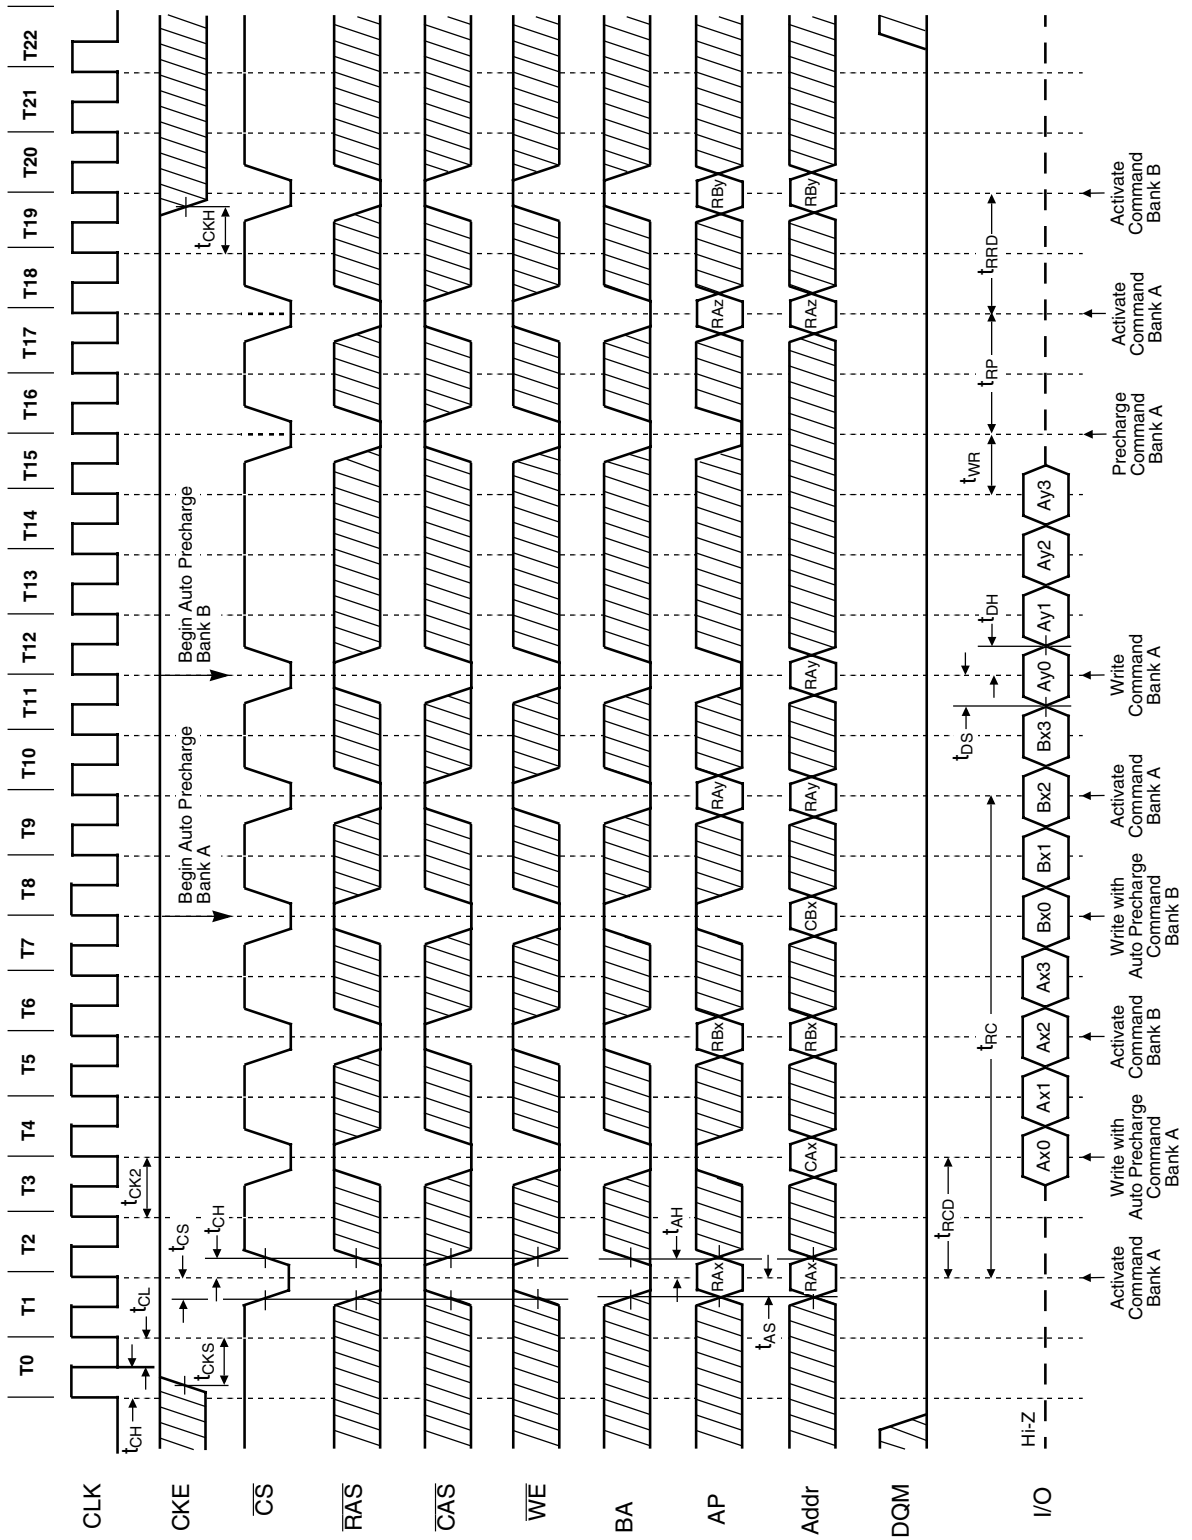 T0 T1 T2 T3 T4 T5 T6 T7 T8 T9 T10 T11 T12 T13 T14 T15 T16 T17 T18 T19 T20 T21 T22
CLK
tCH
tCL
tCK2
CKE
tCKS
tCS
tCH
Begin Auto Precharge
Bank A
Begin Auto Precharge
Bank B
tCKH
CS
RAS
CAS
WE
BA
tAH
AP
RAx RBx RAy RAz RBy
tAS
Addr
RAx CAx RBx CBx RAy RAy RAz RBy
DQM
tRCD
tRC
tDS
tDH
tWR
tRP
tRRD
I/O
Hi-Z
Ax0 Ax1 Ax2 Ax3 Bx0 Bx1 Bx2 Bx3 Ay0 Ay1 Ay2 Ay3
Activate
Command
Bank A
Write with
Auto Precharge
Command
Bank A
Activate
Command
Bank B
Write with
Auto Precharge
Command
Bank B
Activate
Command
Bank A
Write
Command
Bank A
Precharge
Command
Bank A
Activate
Command
Bank A
Activate
Command
Bank B